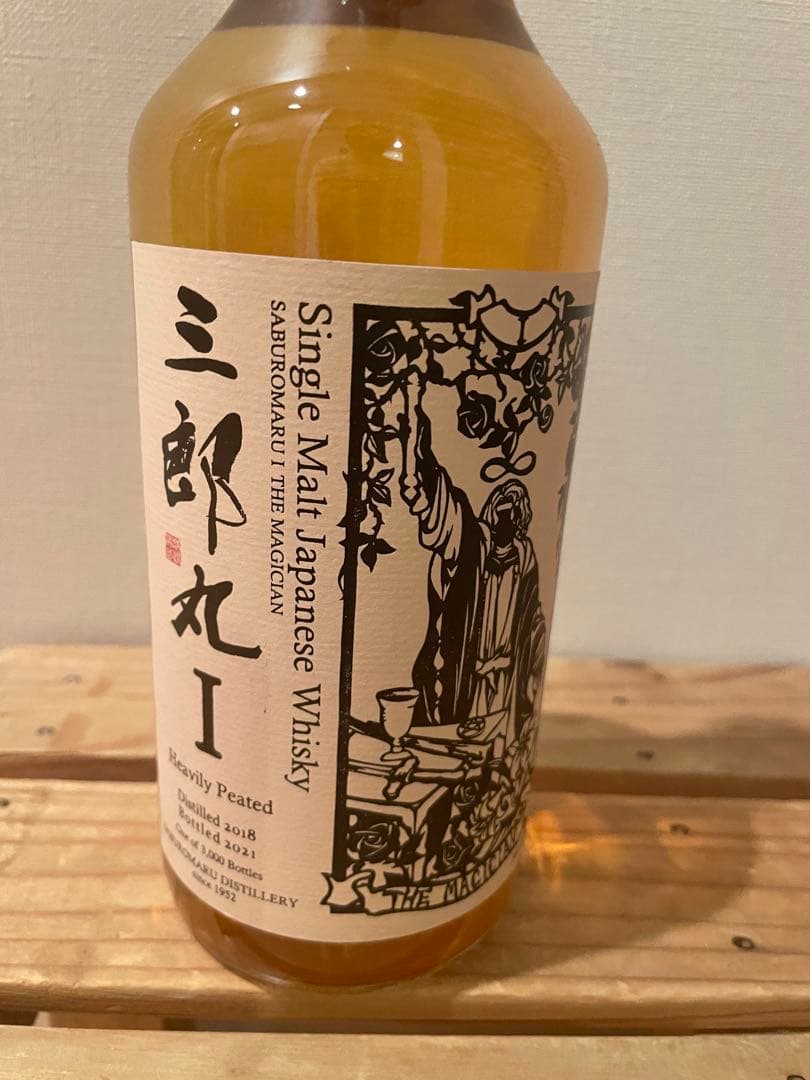 三郎丸 I
Single Malt Japanese Whisky
SABUROMARU I THE MAGICIAN
Heavily Peated
Distilled 2018
Bottled 2021
One of 3,000 Bottles
SABUROMARU DISTILLERY
since 1952
THE MAGICIAN